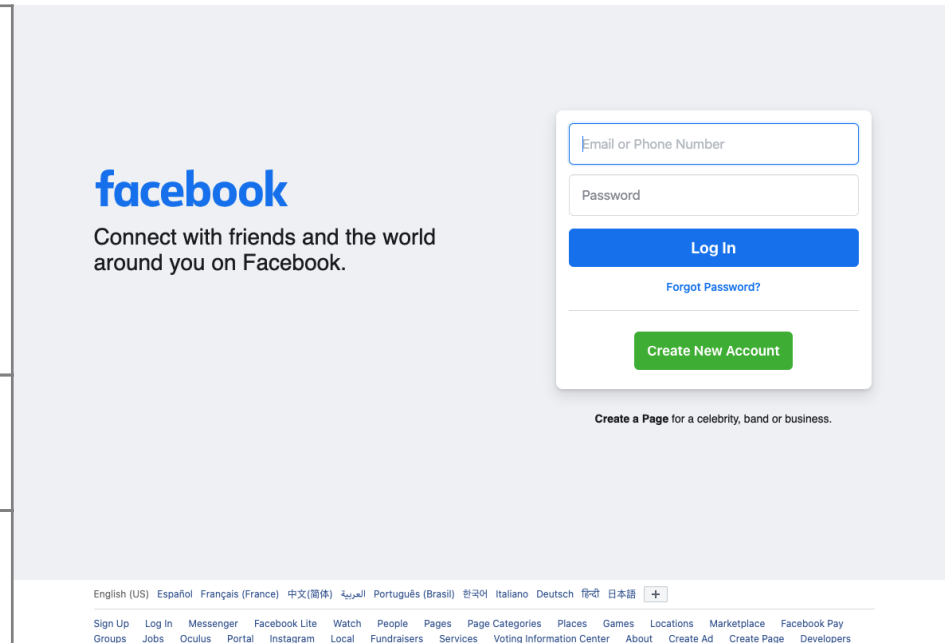 facebook
Connect with friends and the world
around you on Facebook.
Email or Phone Number
Password
Log In
Forgot Password?
Create New Account
Create a Page for a celebrity, band or business.
English (US) Español Français (France) 中文(简体) العربية Português (Brasil) 한국어 Italiano Deutsch हिन्दी 日本語 +
Sign Up Log In Messenger Facebook Lite Watch People Pages Page Categories Places Games Locations Marketplace Facebook Pay
Groups Jobs Oculus Portal Instagram Local Fundraisers Services Voting Information Center About Create Ad Create Page Developers